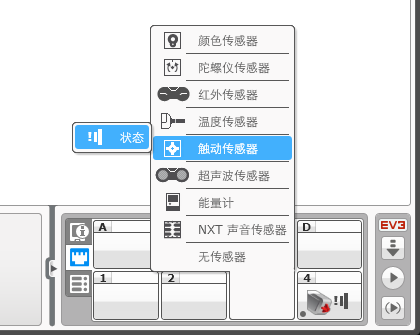 颜色传感器
陀螺仪传感器
红外传感器
温度传感器
状态
触动传感器
超声波传感器
能量计
NXT 声音传感器
无传感器
A
D
EV3
1
2
4